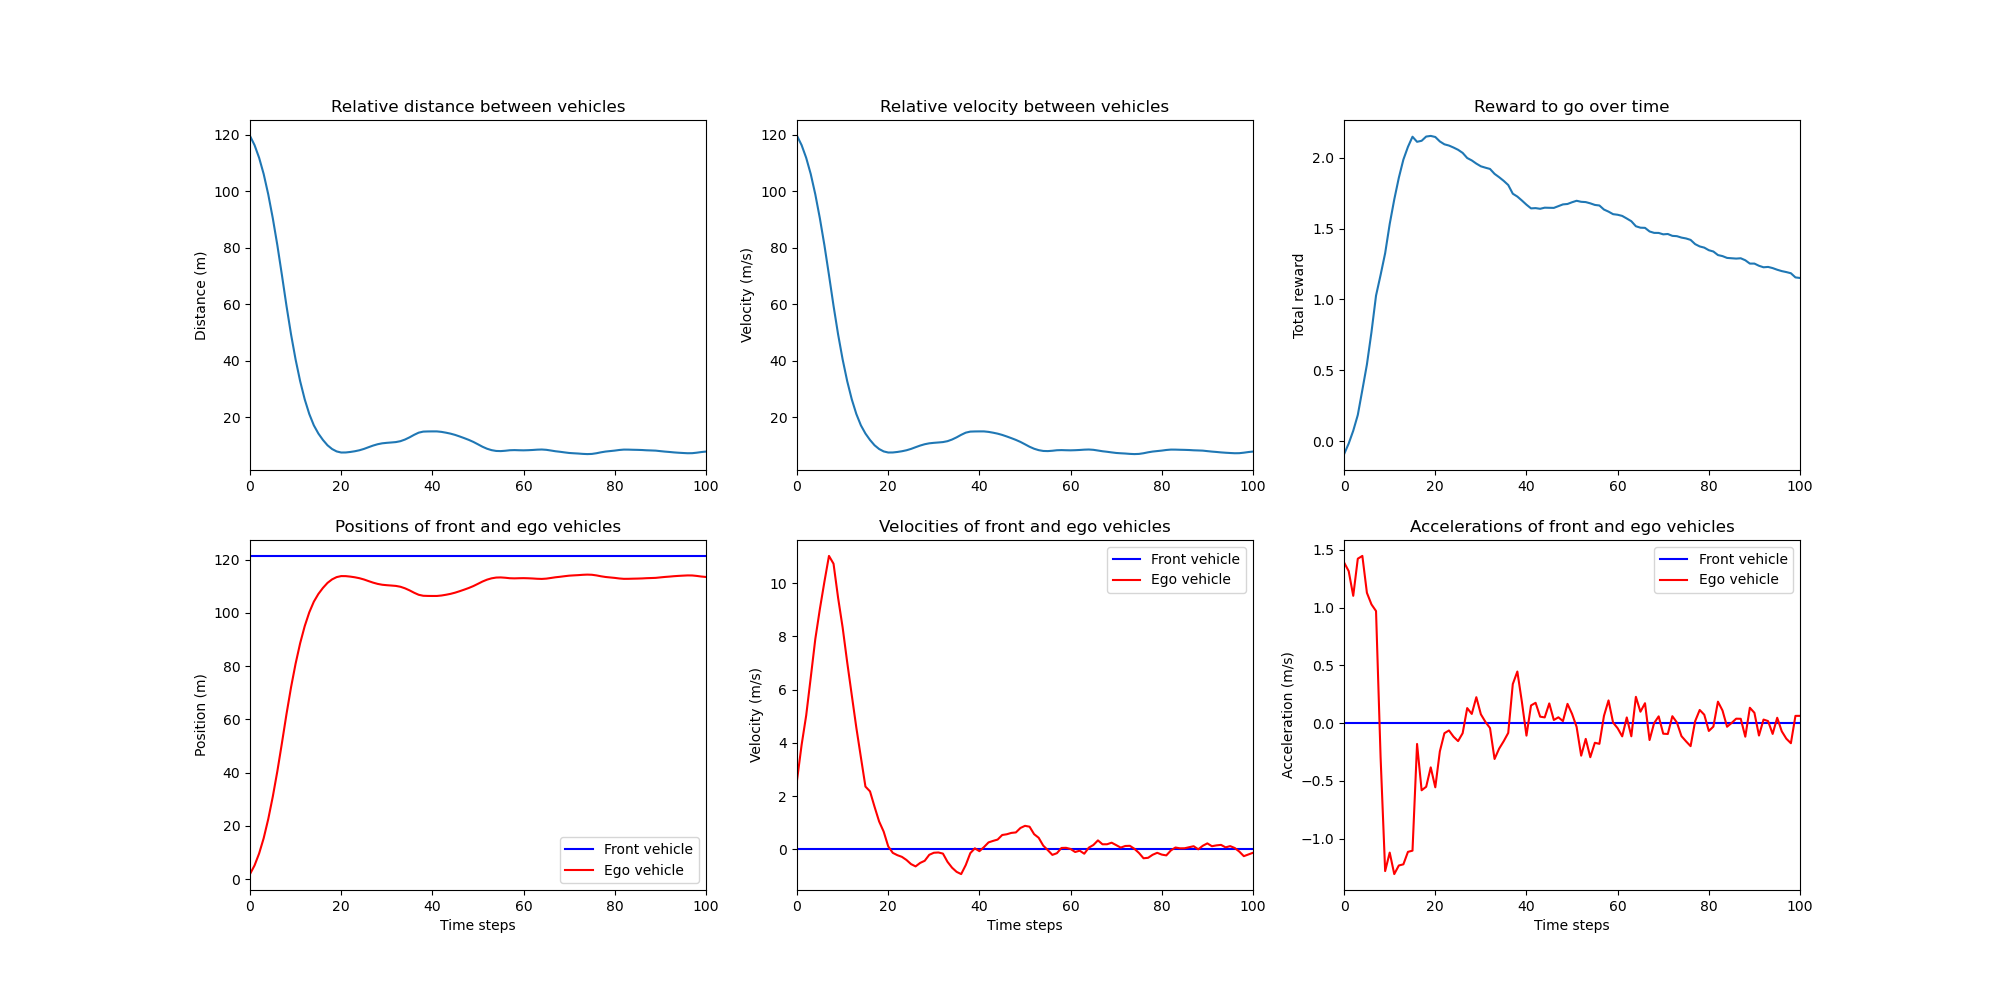 Relative distance between vehicles
Distance (m)
120
100
80
60
40
20
0 20 40 60 80 100
Relative velocity between vehicles
Velocity (m/s)
120
100
80
60
40
20
0 20 40 60 80 100
Reward to go over time
Total reward
2.0
1.5
1.0
0.5
0.0
0 20 40 60 80 100
Positions of front and ego vehicles
Position (m)
120
100
80
60
40
20
0
Front vehicle
Ego vehicle
0 20 40 60 80 100
Time steps
Velocities of front and ego vehicles
Velocity (m/s)
10
8
6
4
2
0
Front vehicle
Ego vehicle
0 20 40 60 80 100
Time steps
Accelerations of front and ego vehicles
Acceleration (m/s)
1.5
1.0
0.5
0.0
−0.5
−1.0
Front vehicle
Ego vehicle
0 20 40 60 80 100
Time steps